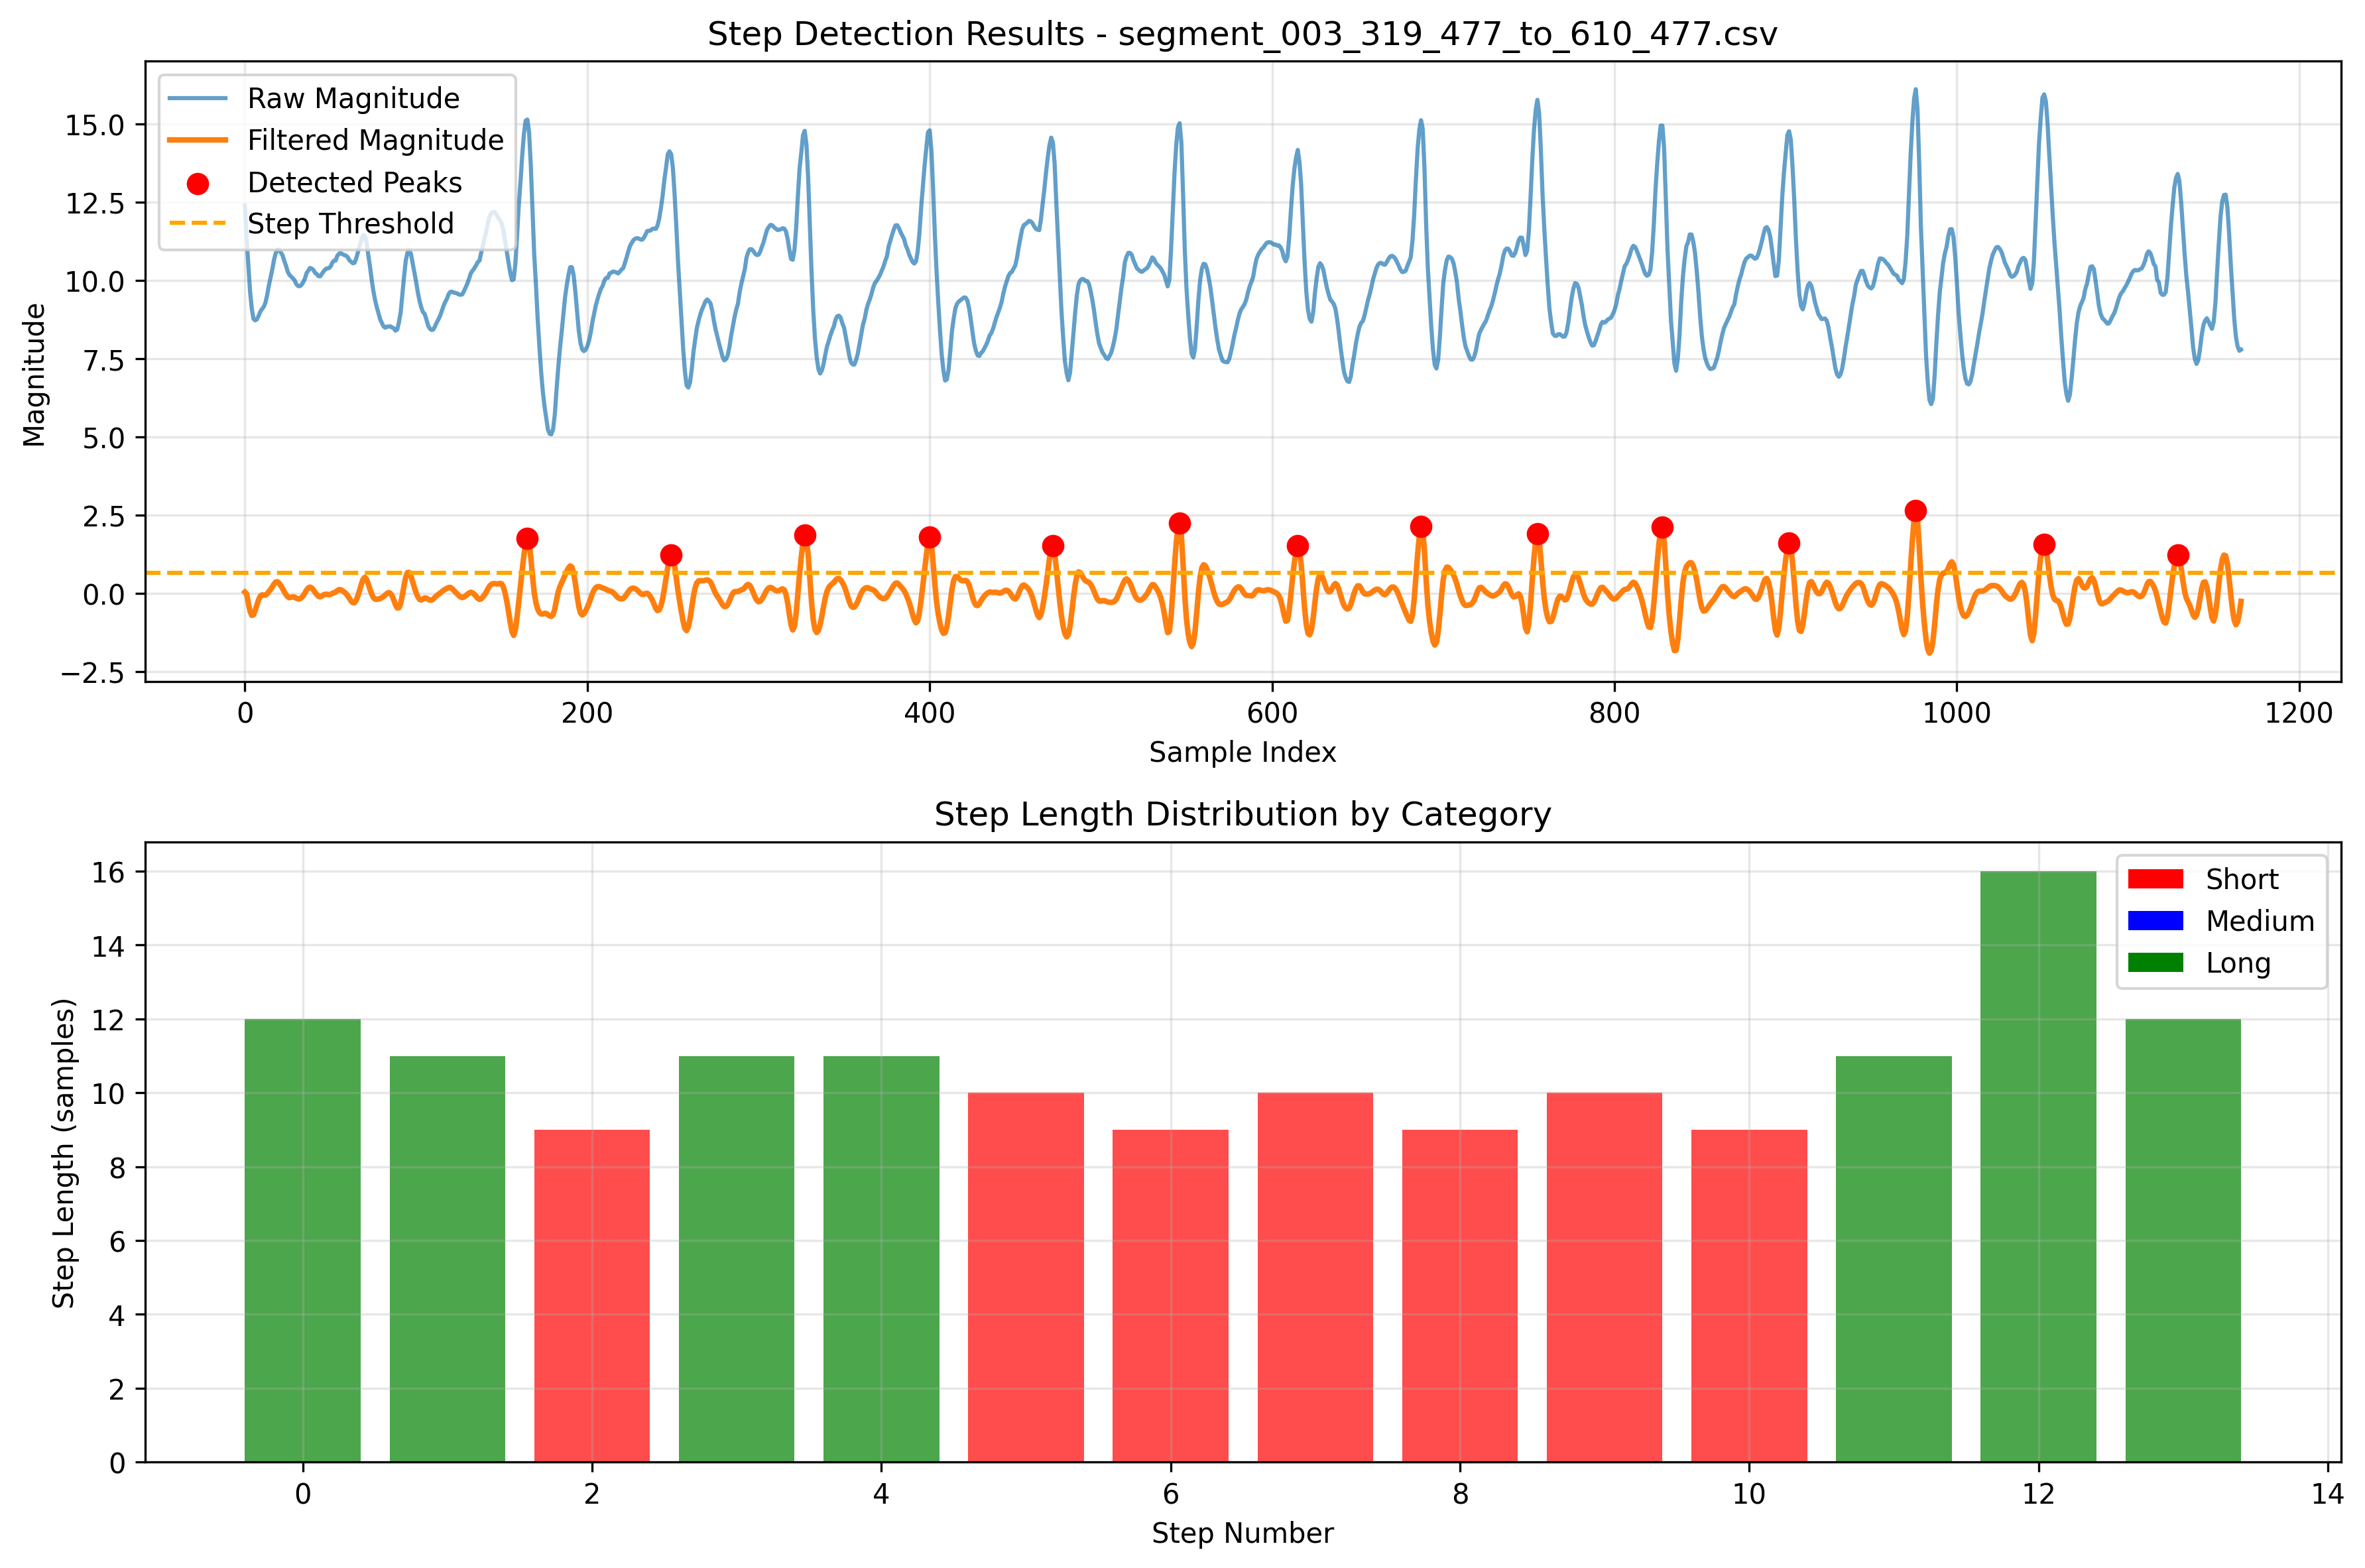 Step Detection Results - segment_003_319_477_to_610_477.csv
Raw Magnitude
Filtered Magnitude
Detected Peaks
Step Threshold
Magnitude
15.0
12.5
10.0
7.5
5.0
2.5
0.0
−2.5
0 200 400 600 800 1000 1200
Sample Index
Step Length Distribution by Category
Short
Medium
Long
Step Length (samples)
16
14
12
10
8
6
4
2
0
0 2 4 6 8 10 12 14
Step Number